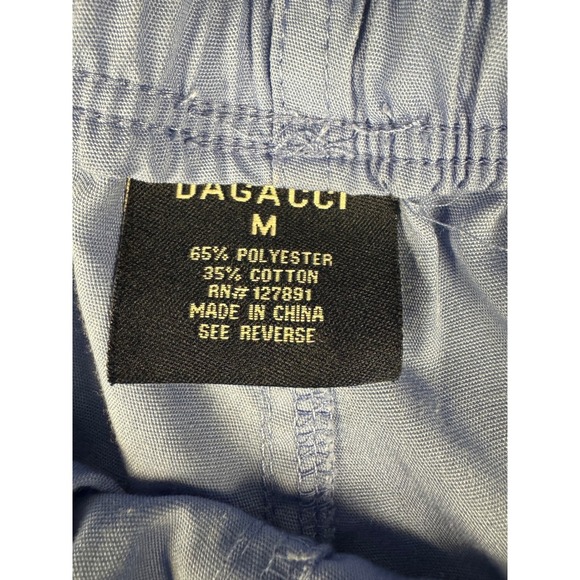 DAGACCI
M
65% POLYESTER
35% COTTON
RN# 127891
MADE IN CHINA
SEE REVERSE